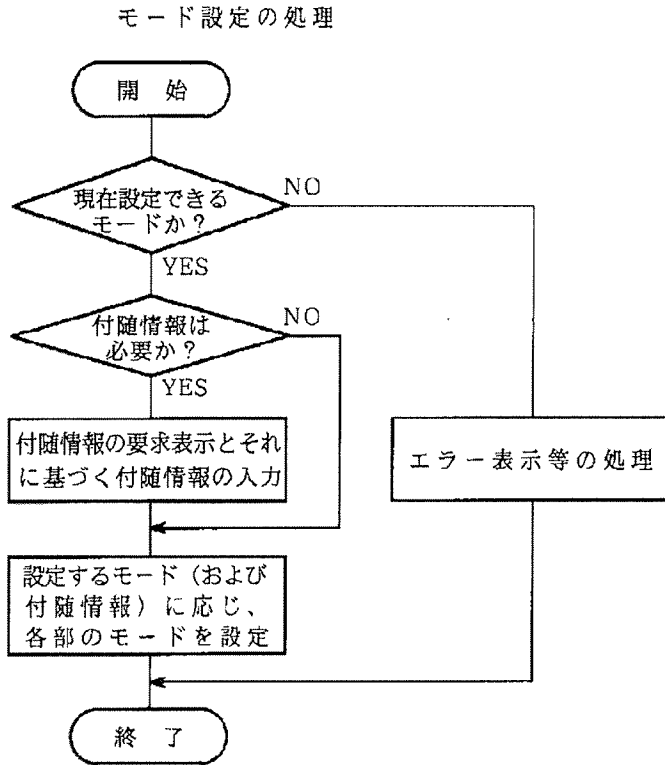 モード設定の処理
開 始
現在設定できる
モードか？
NO
YES
付随情報は
必要か？
NO
YES
付随情報の要求表示とそれ
に基づく付随情報の入力
エラー表示等の処理
設定するモード（および
付随情報）に応じ、
各部のモードを設定
終 了